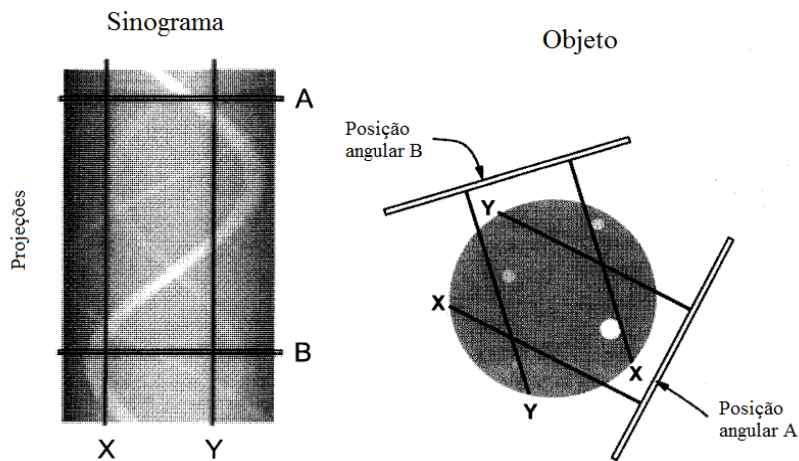 Sinograma
Objeto
A
Posição
angular B
Projeções
Y
X
B
X
Y
X
Y
Posição
angular A